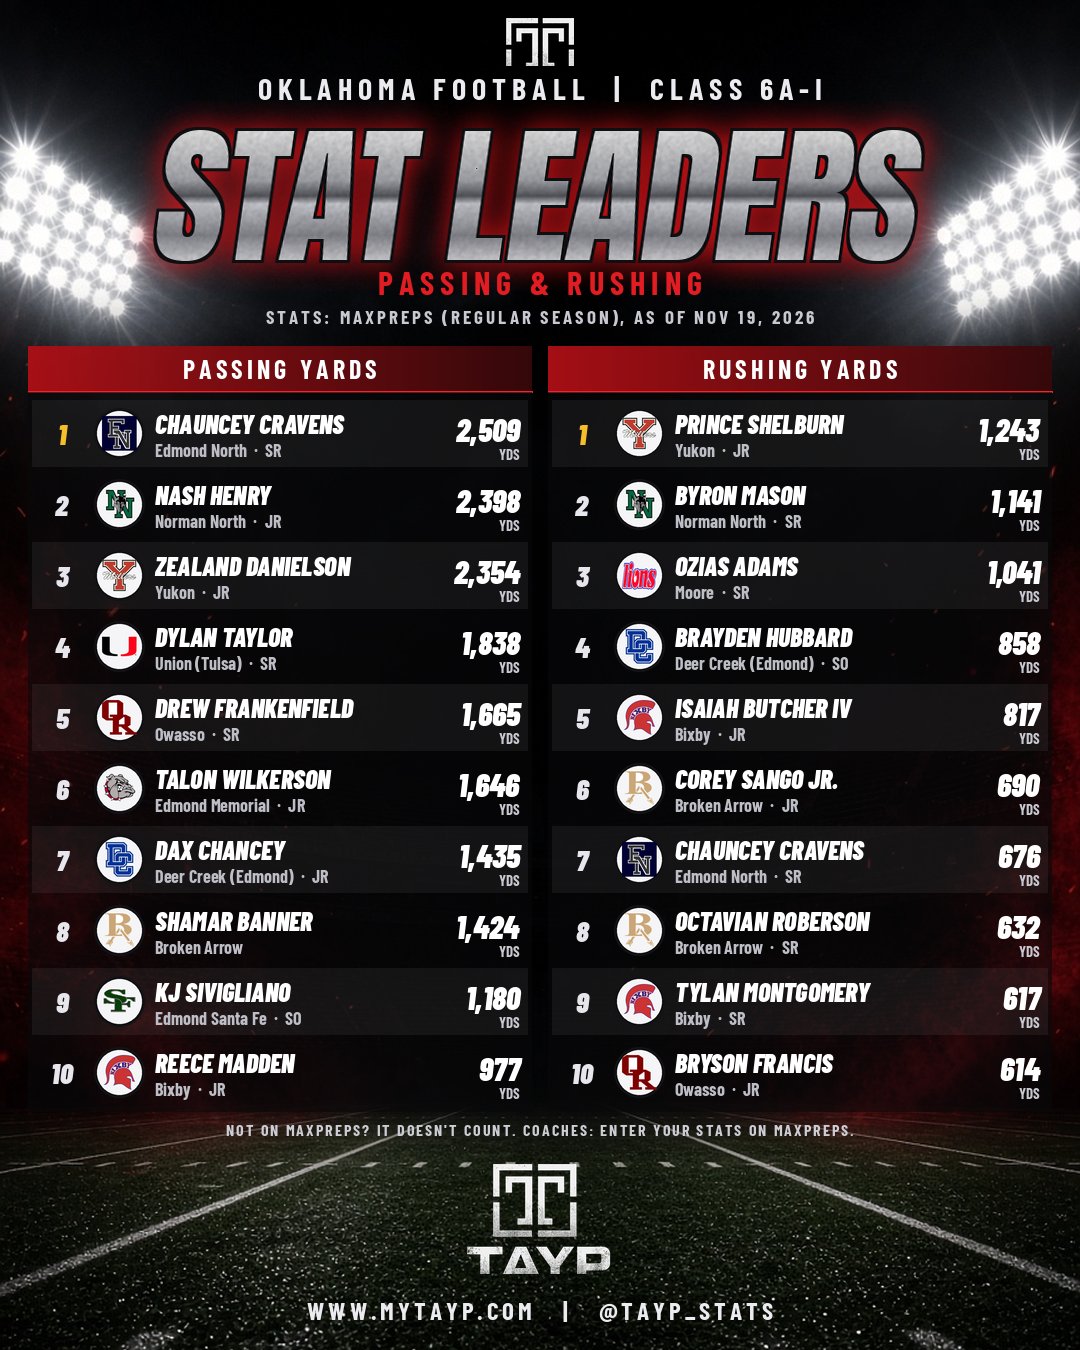 OKLAHOMA FOOTBALL | CLASS 6A-I
STAT LEADERS
PASSING & RUSHING
STATS: MAXPREPS (REGULAR SEASON), AS OF NOV 19, 2026
PASSING YARDS
1 CHAUNCEY CRAVENS 2,509
Edmond North · SR YDS
2 NASH HENRY 2,398
Norman North · JR YDS
3 ZEALAND DANIELSON 2,354
Yukon · JR YDS
4 DYLAN TAYLOR 1,838
Union (Tulsa) · SR YDS
5 DREW FRANKENFIELD 1,665
Owasso · SR YDS
6 TALON WILKERSON 1,646
Edmond Memorial · JR YDS
7 DAX CHANCEY 1,435
Deer Creek (Edmond) · JR YDS
8 SHAMAR BANNER 1,424
Broken Arrow YDS
9 KJ SIVIGLIANO 1,180
Edmond Santa Fe · SO YDS
10 REECE MADDEN 977
Bixby · JR YDS
RUSHING YARDS
1 PRINCE SHELBURN 1,243
Yukon · JR YDS
2 BYRON MASON 1,141
Norman North · SR YDS
3 OZIAS ADAMS 1,041
Moore · SR YDS
4 BRAYDEN HUBBARD 858
Deer Creek (Edmond) · SO YDS
5 ISAIAH BUTCHER IV 817
Bixby · JR YDS
6 COREY SANGO JR. 690
Broken Arrow · JR YDS
7 CHAUNCEY CRAVENS 676
Edmond North · SR YDS
8 OCTAVIAN ROBERSON 632
Broken Arrow · SR YDS
9 TYLAN MONTGOMERY 617
Bixby · SR YDS
10 BRYSON FRANCIS 614
Owasso · JR YDS
NOT ON MAXPREPS? IT DOESN'T COUNT. COACHES: ENTER YOUR STATS ON MAXPREPS.
TAYP
WWW.MYTAYP.COM | @TAYP_STATS